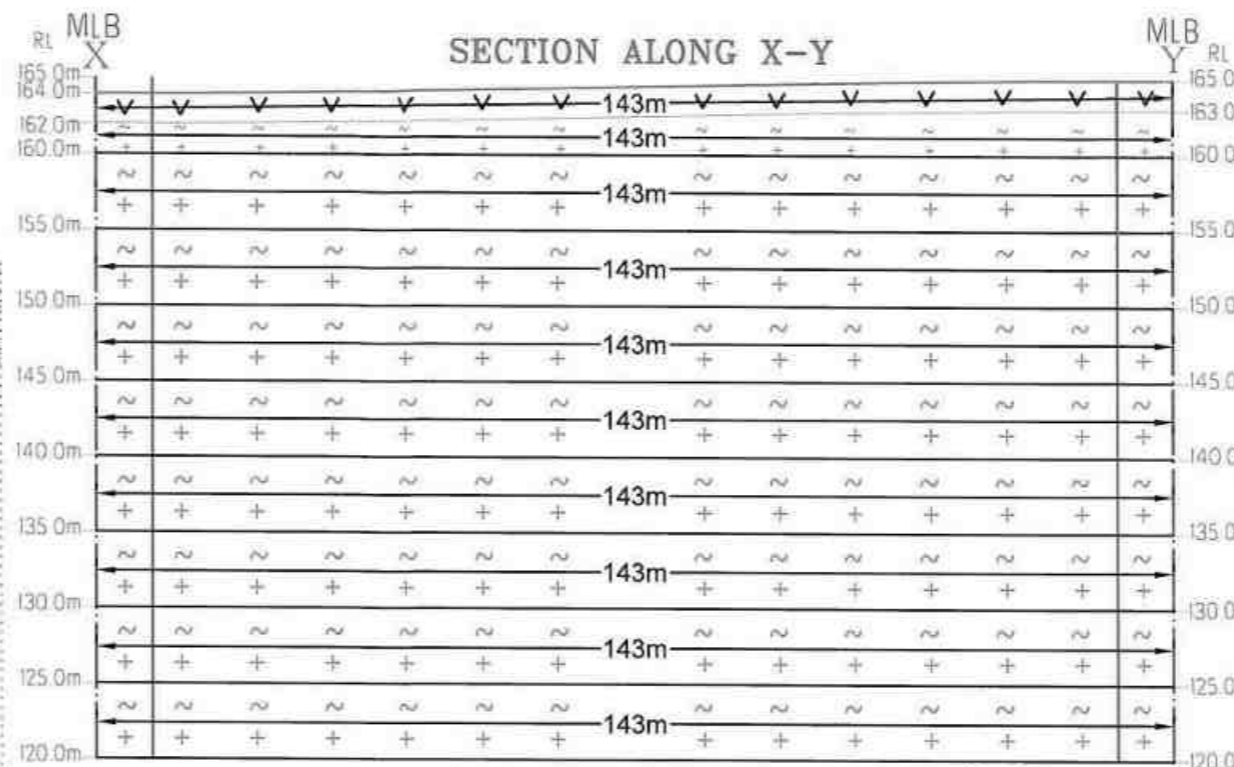 MLB MLB
RL X SECTION ALONG X-Y Y RL
165.0m 165.0
164.0m 143m 163.0
162.0m 143m
160.0m 160.0
143m
155.0m 155.0
143m
150.0m 150.0
143m
145.0m 145.0
143m
140.0m 140.0
143m
135.0m 135.0
143m
130.0m 130.0
143m
125.0m 125.0
143m
120.0m 120.0